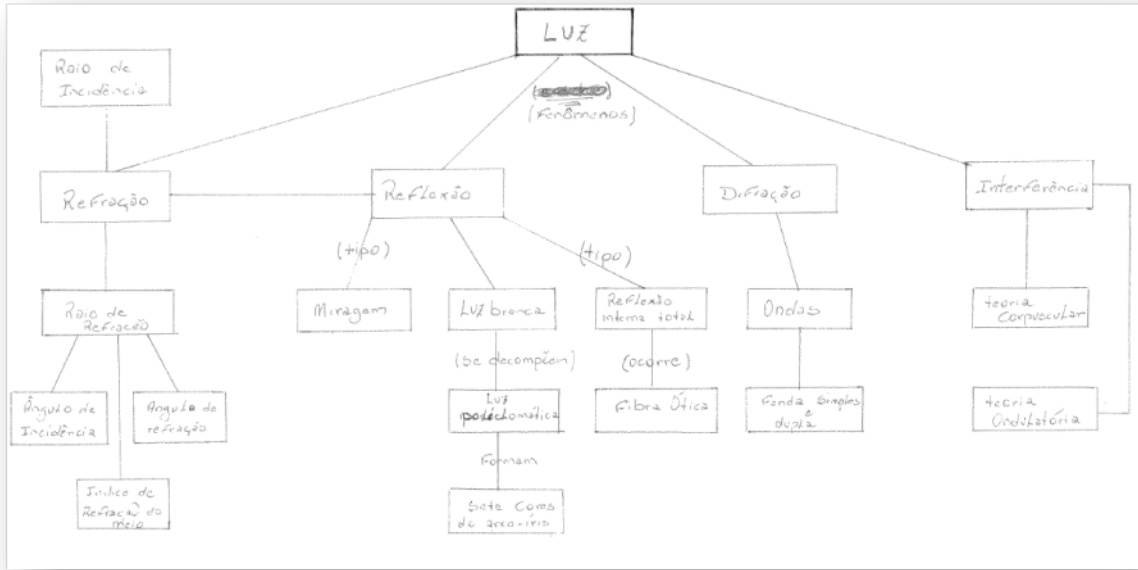 LUZ
Raio de
Incidência
(Fenômenos)
Refração
Reflexão
Difração
Interferência
(tipo)
(tipo)
Raio de
Refração
Miragem
Luz branca
Reflexão
interna total
Ondas
teoria
Corpuscular
(se decompõem)
(ocorre)
Ângulo de
Incidência
Angulo de
refração
Luz
Fibra Ótica
Fenda Simples
e
dupla
teoria
Ondulatória
Formam
Indice de
Refração do
meio
Sete Cores
do arco-íris